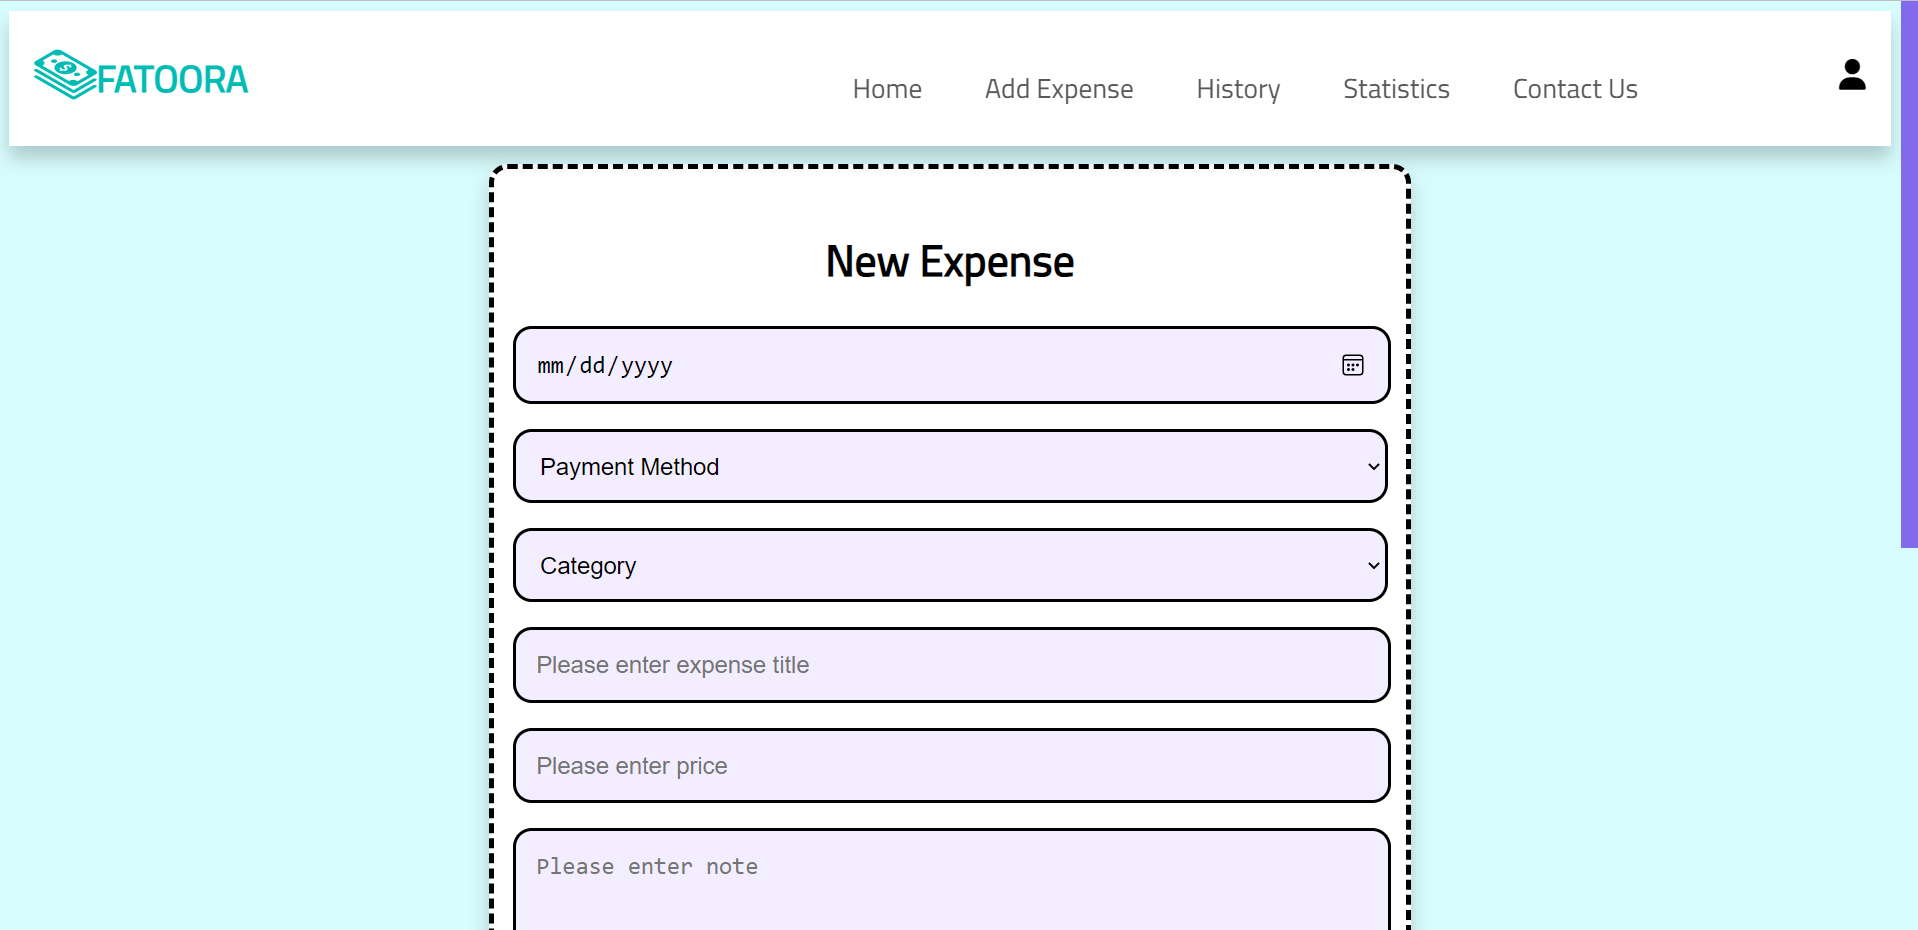 FATOORA
Home Add Expense History Statistics Contact Us
New Expense
mm/dd/yyyy
Payment Method
Category
Please enter expense title
Please enter price
Please enter note